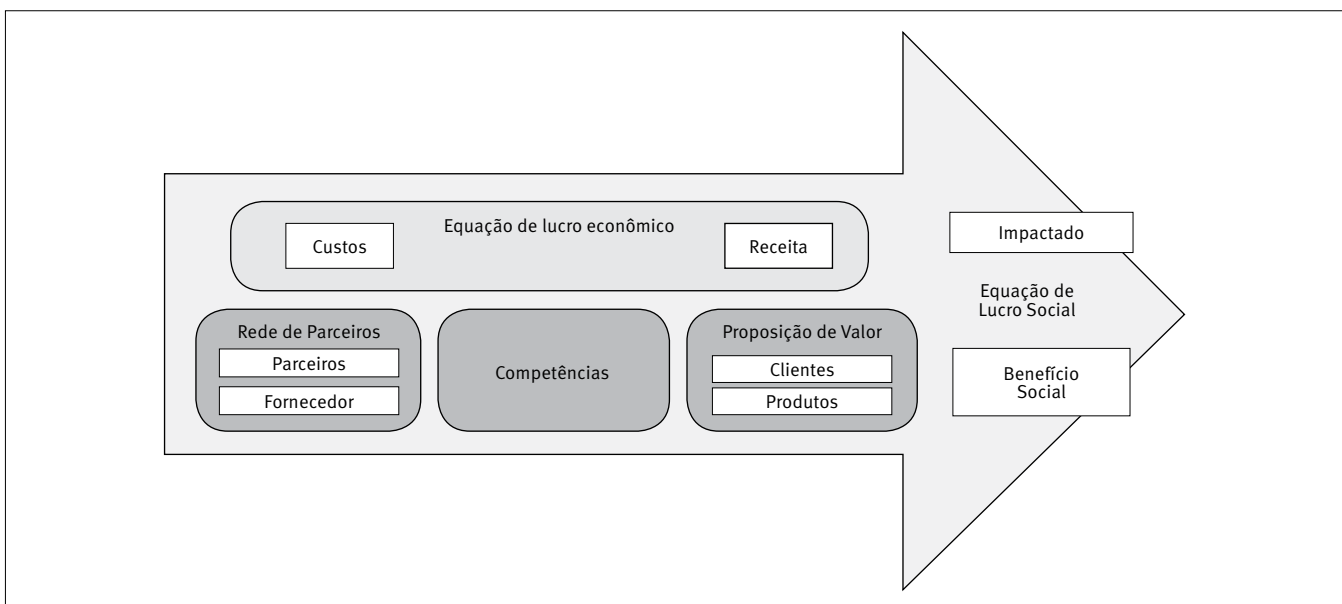 Equação de lucro econômico
Custos
Receita
Rede de Parceiros
Parceiros
Fornecedor
Competências
Proposição de Valor
Clientes
Produtos
Impactado
Equação de
Lucro Social
Benefício
Social